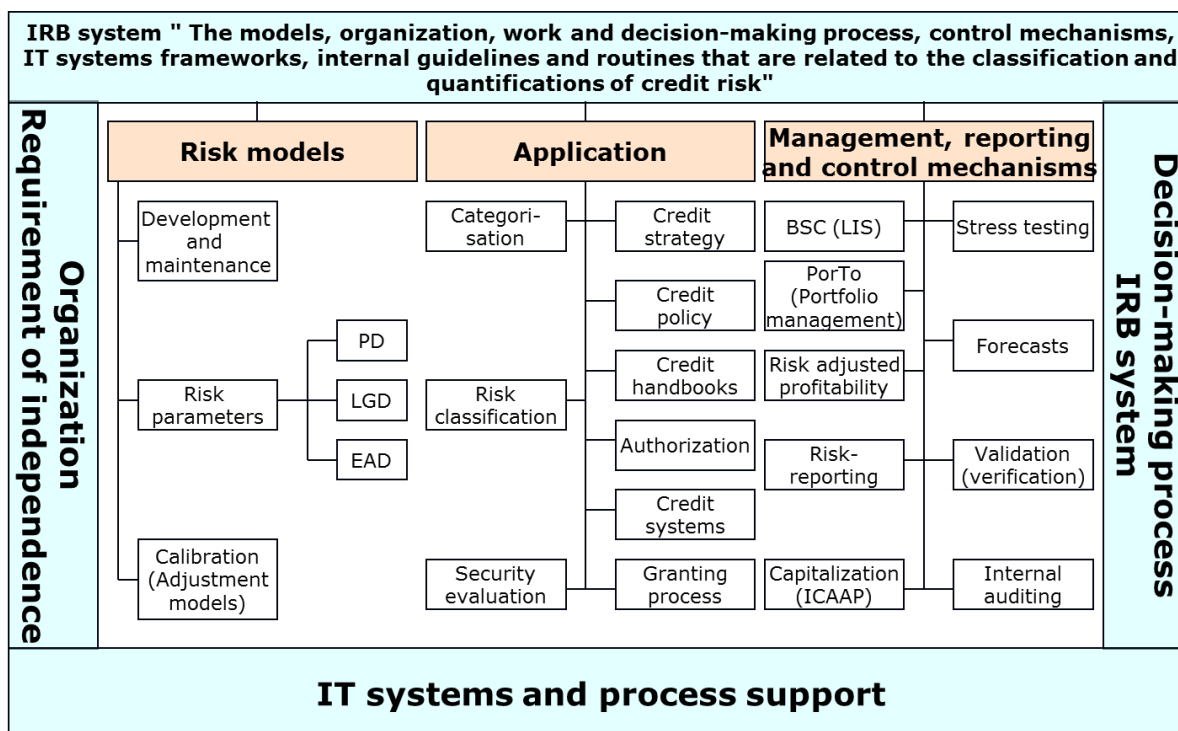 IRB system " The models, organization, work and decision-making process, control mechanisms,
IT systems frameworks, internal guidelines and routines that are related to the classification and
quantifications of credit risk"
Organization
Requirement of independence
Risk models
Development
and
maintenance
Risk
parameters
PD
LGD
EAD
Calibration
(Adjustment
models)
Application
Categori-
sation
Risk
classification
Security
evaluation
Credit
strategy
Credit
policy
Credit
handbooks
Authorization
Credit
systems
Granting
process
Management, reporting
and control mechanisms
BSC (LIS)
PorTo
(Portfolio
management)
Risk adjusted
profitability
Risk-
reporting
Capitalization
(ICAAP)
Stress testing
Forecasts
Validation
(verification)
Internal
auditing
Decision-making process
IRB system
IT systems and process support